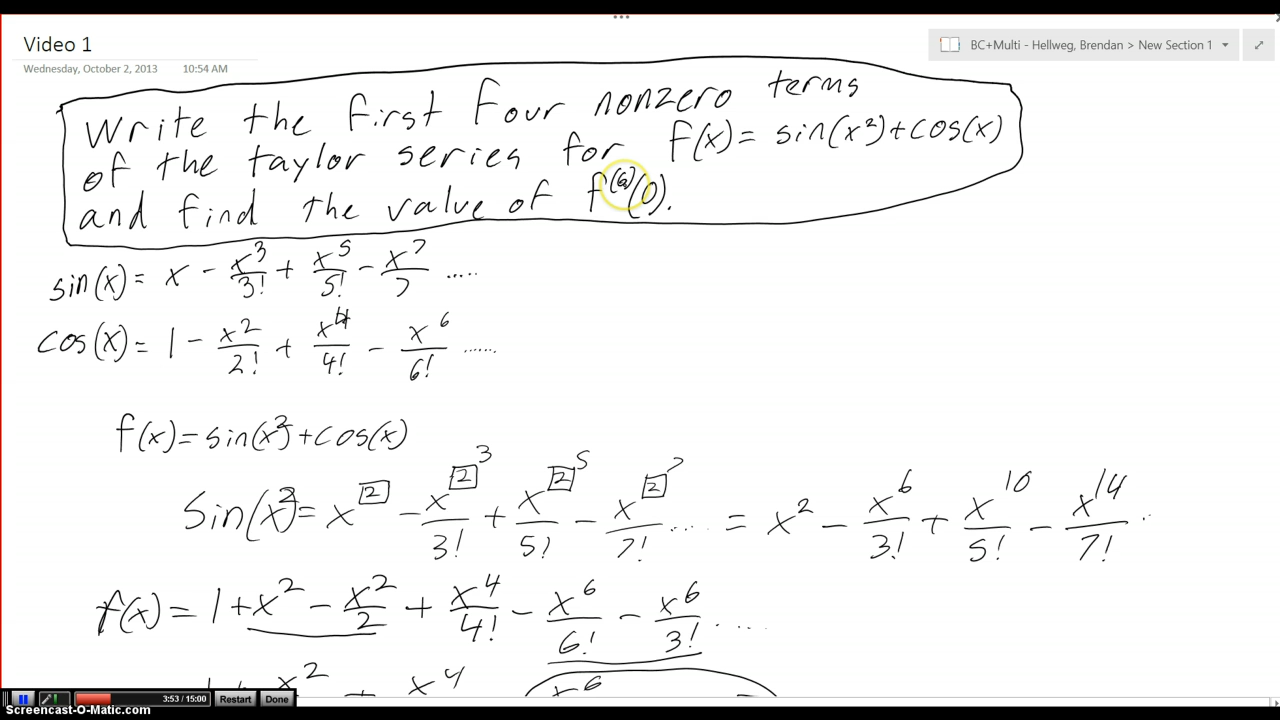 Video 1
Wednesday, October 2, 2013 10:54 AM
BC+Multi - Hellweg, Brendan > New Section 1
Write the first four nonzero terms
of the taylor series for f(x) = sin(x²)+cos(x)
and find the value of f⁽⁶⁾(0).
sin(x) = x - x³/3! + x⁵/5! - x⁷/7 .....
cos(x) = 1 - x²/2! + x⁴/4! - x⁶/6! ......
f(x) = sin(x²)+cos(x)
Sin(x²) = x^[2] - x^[2]³/3! + x^[2]⁵/5! - x^[2]⁷/7! .... = x² - x⁶/3! + x¹⁰/5! - x¹⁴/7! ..
f(x) = 1 + x² - x²/2 + x⁴/4! - x⁶/6! - x⁶/3! .....
x² + x⁴ x⁶
3:53 / 15:00 Restart Done
Screencast-O-Matic.com